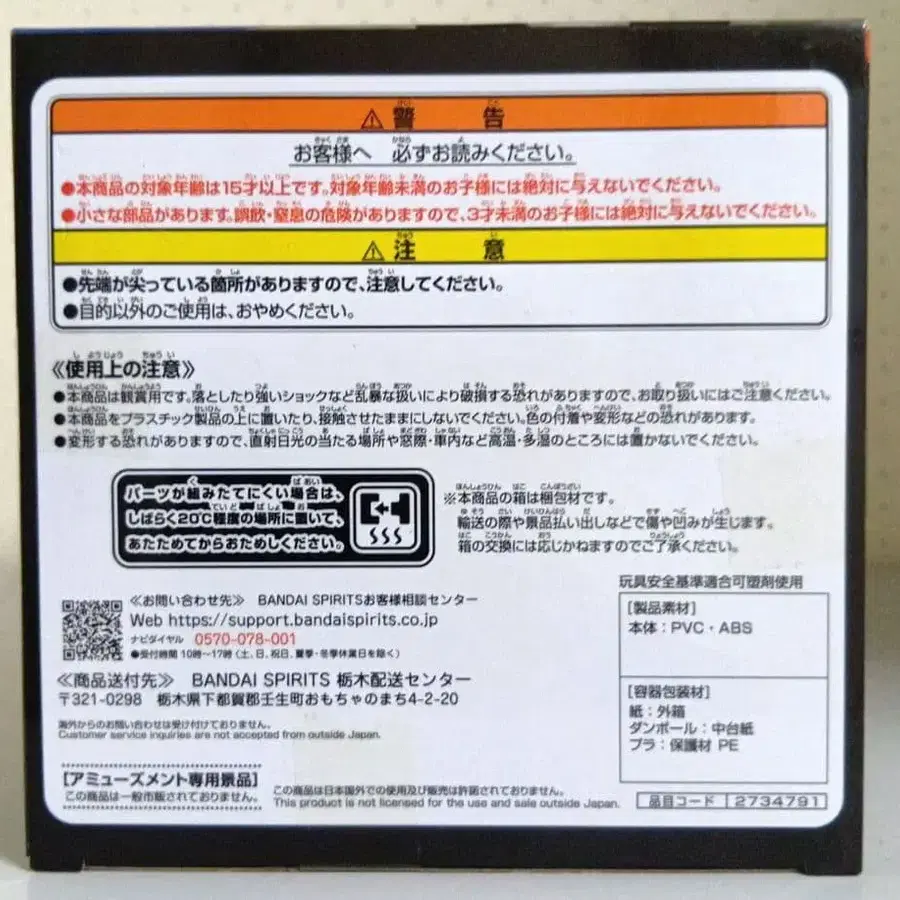 ⚠警告
お客様へ 必ずお読みください。
●本商品の対象年齢は15才以上です。対象年齢未満のお子様には絶対に与えないでください。
●小さな部品があります。誤飲・窒息の危険がありますので、3才未満のお子様には絶対に与えないでください。
⚠注意
●先端が尖っている箇所がありますので、注意してください。
●目的以外のご使用は、おやめください。
《使用上の注意》
●本商品は観賞用です。落としたり強いショックなど乱暴な扱いにより破損する恐れがありますので、お取り扱いにはご注意ください。
●本商品をプラスチック製品の上に置いたり、接触させたままにしないでください。色の付着や変形などの恐れがあります。
●変形する恐れがありますので、直射日光の当たる場所や窓際・車内など高温・多湿のところには置かないでください。
パーツが組みたてにくい場合は、
しばらく20℃程度の場所に置いて、
あたためてからおためしください。
※本商品の箱は梱包材です。
輸送の際や景品払い出しなどで傷や凹みが生じます。
箱の交換には応じかねますのでご了承ください。
≪お問い合わせ先≫ BANDAI SPIRITSお客様相談センター
Web https://support.bandaispirits.co.jp
ナビダイヤル 0570-078-001
●受付時間 10時〜17時(土、日、祝日、夏季・冬季休業日を除く)
≪商品送付先≫ BANDAI SPIRITS 栃木配送センター
〒321-0298 栃木県下都賀郡壬生町おもちゃのまち4-2-20
海外からのお問い合わせは受け付けておりません。
Customer service inquiries are not accepted from outside Japan.
玩具安全基準適合可塑剤使用
[製品素材]
本体：PVC・ABS
[容器包装材]
紙：外箱
ダンボール：中台紙
プラ：保護材 PE
[アミューズメント専用景品]
この商品は一般市販されておりません。
この商品は日本国外での使用及び販売は許諾されておりません。
This product is not licensed for the use and sale outside Japan.
品目コード 2734791